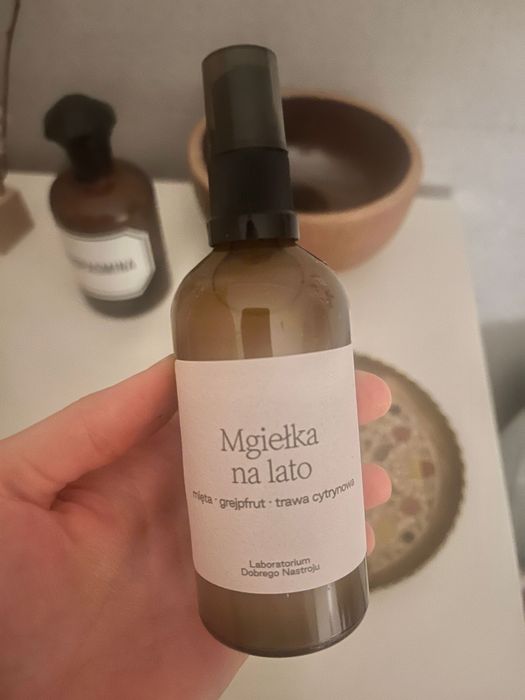 Mgiełka
na lato
mięta · grejpfrut · trawa cytrynowa
Laboratorium
Dobrego Nastroju